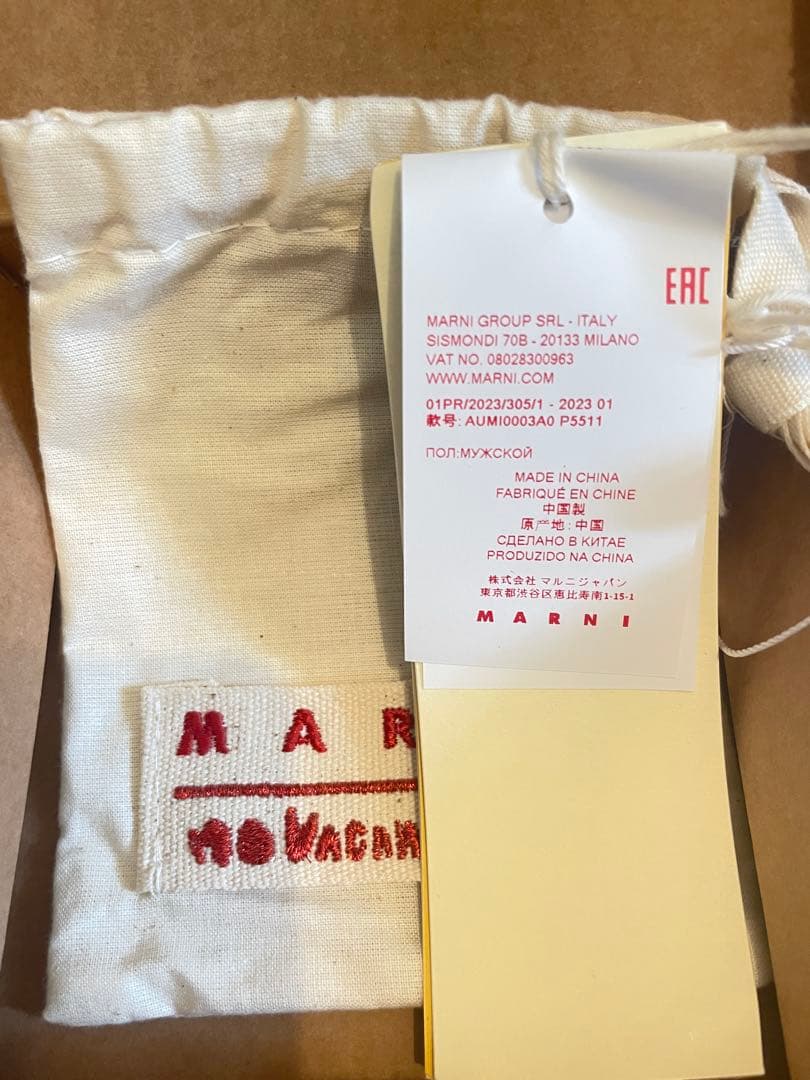 EAC
MARNI GROUP SRL - ITALY
SISMONDI 70B - 20133 MILANO
VAT NO. 08028300963
WWW.MARNI.COM
01PR/2023/305/1 - 2023 01
款号: AUMI0003A0 P5511
ПОЛ:МУЖСКОЙ
MADE IN CHINA
FABRIQUÉ EN CHINE
中国製
原产地: 中国
СДЕЛАНО В КИТАЕ
PRODUZIDO NA CHINA
株式会社 マルニジャパン
東京都渋谷区恵比寿南1-15-1
MARNI
MAR
NO VACAN